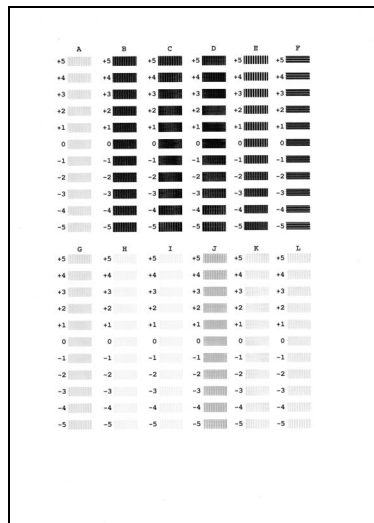 A B C D E F
+5 +5 +5 +5 +5 +5
+4 +4 +4 +4 +4 +4
+3 +3 +3 +3 +3 +3
+2 +2 +2 +2 +2 +2
+1 +1 +1 +1 +1 +1
0 0 0 0 0 0
-1 -1 -1 -1 -1 -1
-2 -2 -2 -2 -2 -2
-3 -3 -3 -3 -3 -3
-4 -4 -4 -4 -4 -4
-5 -5 -5 -5 -5 -5
G H I J K L
+5 +5 +5 +5 +5 +5
+4 +4 +4 +4 +4 +4
+3 +3 +3 +3 +3 +3
+2 +2 +2 +2 +2 +2
+1 +1 +1 +1 +1 +1
0 0 0 0 0 0
-1 -1 -1 -1 -1 -1
-2 -2 -2 -2 -2 -2
-3 -3 -3 -3 -3 -3
-4 -4 -4 -4 -4 -4
-5 -5 -5 -5 -5 -5